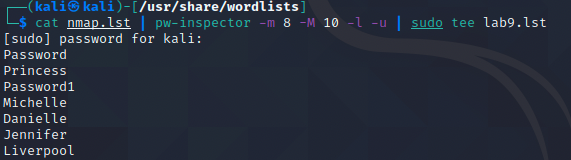 ┌──(kali㉿kali)-[/usr/share/wordlists]
└─$ cat nmap.lst | pw-inspector -m 8 -M 10 -l -u | sudo tee lab9.lst
[sudo] password for kali:
Password
Princess
Password1
Michelle
Danielle
Jennifer
Liverpool